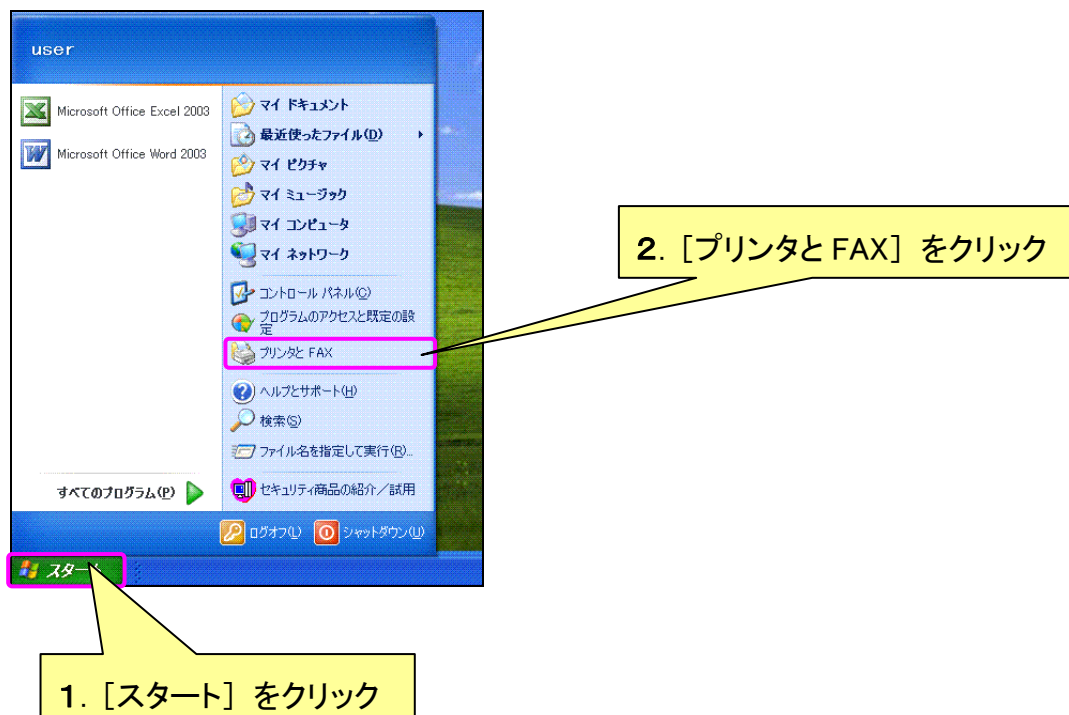 user
Microsoft Office Excel 2003
Microsoft Office Word 2003
マイ ドキュメント
最近使ったファイル(D)
マイ ピクチャ
マイ ミュージック
マイ コンピュータ
マイ ネットワーク
コントロール パネル(C)
プログラムのアクセスと既定の設
定
プリンタと FAX
ヘルプとサポート(H)
検索(S)
ファイル名を指定して実行(R)...
セキュリティ商品の紹介／試用
すべてのプログラム(P)
ログオフ(L)
シャットダウン(U)
スタート
２．［プリンタと FAX］ をクリック
１．［スタート］ をクリック